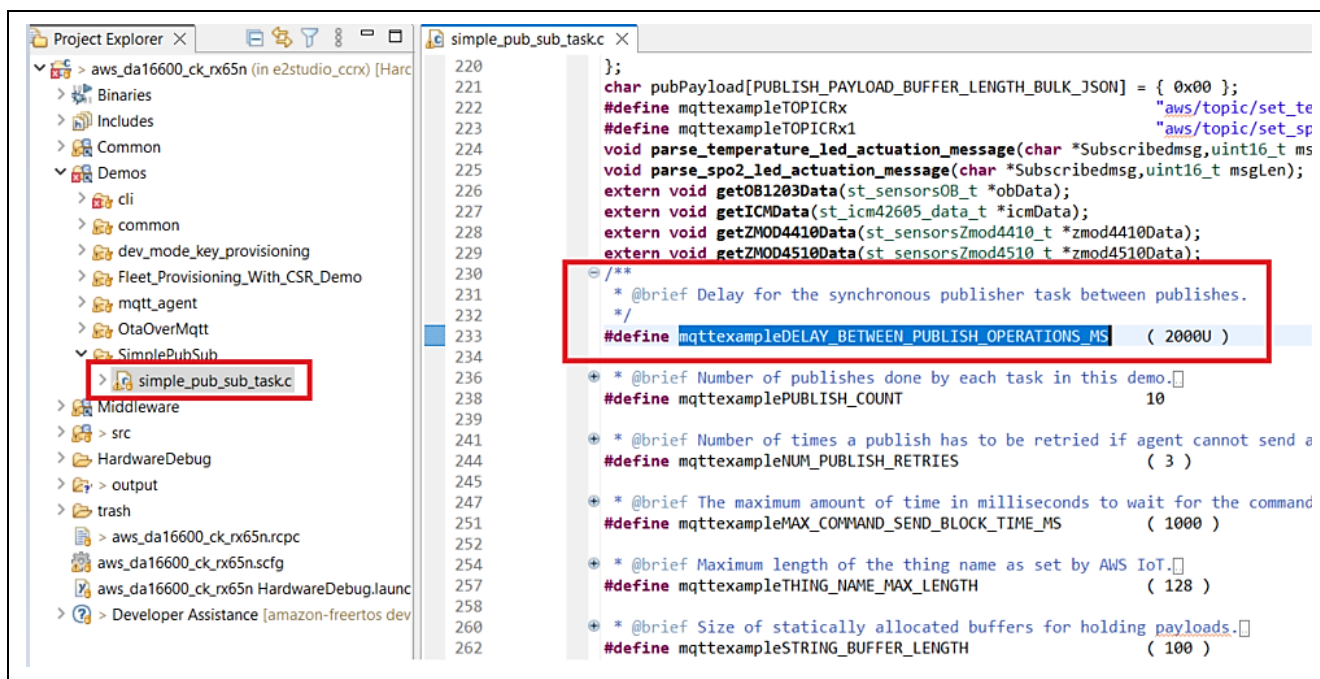 Project Explorer
aws_da16600_ck_rx65n (in e2studio_ccrx) [Hard
Binaries
Includes
Common
Demos
cli
common
dev_mode_key_provisioning
Fleet_Provisioning_With_CSR_Demo
mqtt_agent
OtaOverMqtt
SimplePubSub
simple_pub_sub_task.c
Middleware
> src
HardwareDebug
> output
trash
> aws_da16600_ck_rx65n.rcpc
aws_da16600_ck_rx65n.scfg
aws_da16600_ck_rx65n HardwareDebug.launc
> Developer Assistance [amazon-freertos dev
simple_pub_sub_task.c
220 };
221 char pubPayload[PUBLISH_PAYLOAD_BUFFER_LENGTH_BULK_JSON] = { 0x00 };
222 #define mqttexampleTOPICRx "aws/topic/set_te
223 #define mqttexampleTOPICRx1 "aws/topic/set_sp
224 void parse_temperature_led_actuation_message(char *Subscribedmsg,uint16_t ms
225 void parse_spo2_led_actuation_message(char *Subscribedmsg,uint16_t msgLen);
226 extern void getOB1203Data(st_sensorsOB_t *obData);
227 extern void getICMData(st_icm42605_data_t *icmData);
228 extern void getZMOD4410Data(st_sensorsZmod4410_t *zmod4410Data);
229 extern void getZMOD4510Data(st_sensorsZmod4510_t *zmod4510Data);
230 /**
231 * @brief Delay for the synchronous publisher task between publishes.
232 */
233 #define mqttexampleDELAY_BETWEEN_PUBLISH_OPERATIONS_MS ( 2000U )
234
236 * @brief Number of publishes done by each task in this demo.
238 #define mqttexamplePUBLISH_COUNT 10
239
241 * @brief Number of times a publish has to be retried if agent cannot send a
244 #define mqttexampleNUM_PUBLISH_RETRIES ( 3 )
245
247 * @brief The maximum amount of time in milliseconds to wait for the command
251 #define mqttexampleMAX_COMMAND_SEND_BLOCK_TIME_MS ( 1000 )
252
254 * @brief Maximum length of the thing name as set by AWS IoT.
257 #define mqttexampleTHING_NAME_MAX_LENGTH ( 128 )
258
260 * @brief Size of statically allocated buffers for holding payloads.
262 #define mqttexampleSTRING_BUFFER_LENGTH ( 100 )